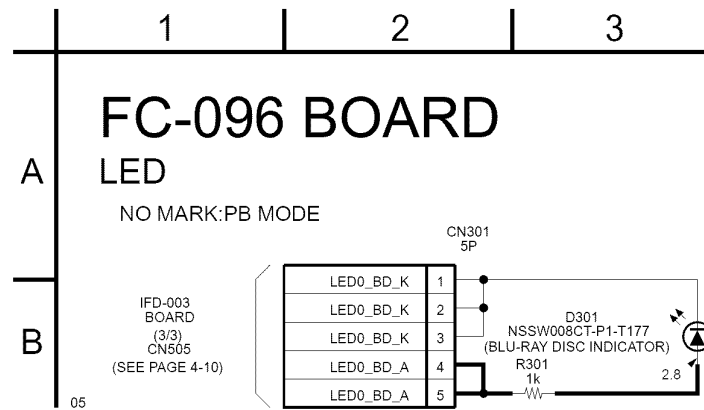 1 2 3
FC-096 BOARD
A
LED
NO MARK:PB MODE
CN301
5P
LED0_BD_K 1
LED0_BD_K 2
LED0_BD_K 3
LED0_BD_A 4
LED0_BD_A 5
B
IFD-003
BOARD
(3/3)
CN505
(SEE PAGE 4-10)
D301
NSSW008CT-P1-T177
(BLU-RAY DISC INDICATOR)
R301
1k
2.8
05